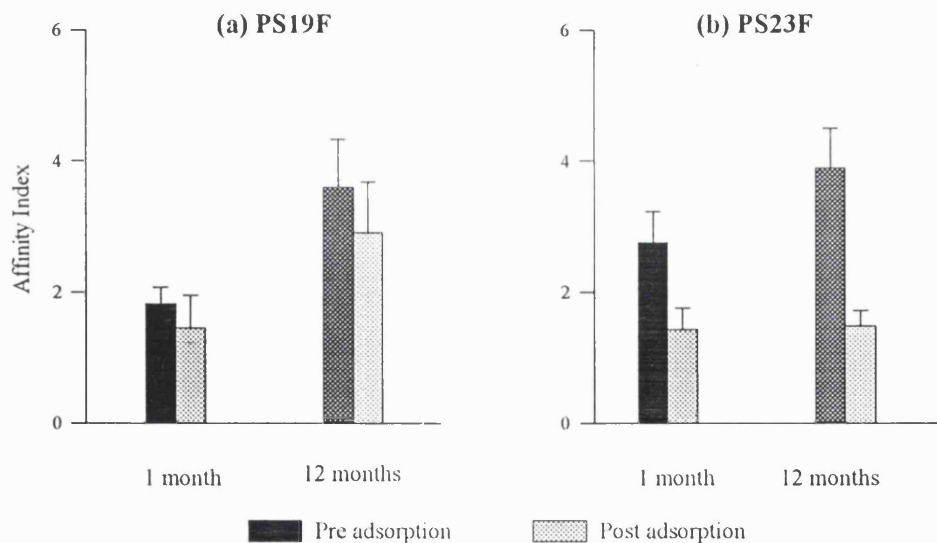 (a) PS19F
(b) PS23F
6
4
2
0
Affinity Index
1 month
12 months
6
4
2
0
1 month
12 months
Pre adsorption
Post adsorption